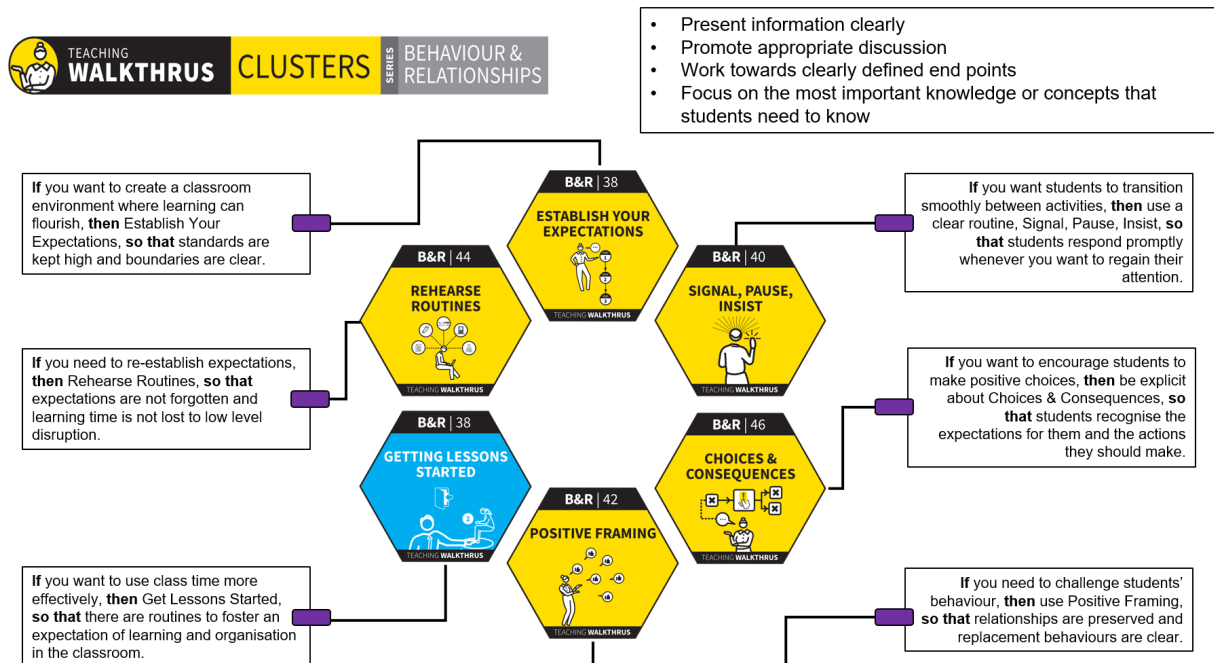 TEACHING
WALKTHRUS
CLUSTERS
SERIES
BEHAVIOUR &
RELATIONSHIPS
• Present information clearly
• Promote appropriate discussion
• Work towards clearly defined end points
• Focus on the most important knowledge or concepts that
students need to know
If you want to create a classroom
environment where learning can
flourish, then Establish Your
Expectations, so that standards are
kept high and boundaries are clear.
B&R | 38
ESTABLISH YOUR
EXPECTATIONS
1
2
3
TEACHING WALKTHRUS
If you want students to transition
smoothly between activities, then use a
clear routine, Signal, Pause, Insist, so
that students respond promptly
whenever you want to regain their
attention.
B&R | 44
REHEARSE
ROUTINES
TEACHING WALKTHRUS
B&R | 40
SIGNAL, PAUSE,
INSIST
TEACHING WALKTHRUS
If you need to re-establish expectations,
then Rehearse Routines, so that
expectations are not forgotten and
learning time is not lost to low level
disruption.
If you want to encourage students to
make positive choices, then be explicit
about Choices & Consequences, so
that students recognise the
expectations for them and the actions
they should make.
B&R | 38
GETTING LESSONS
STARTED
2
TEACHING WALKTHRUS
B&R | 46
CHOICES &
CONSEQUENCES
TEACHING WALKTHRUS
B&R | 42
POSITIVE FRAMING
TEACHING WALKTHRUS
If you want to use class time more
effectively, then Get Lessons Started,
so that there are routines to foster an
expectation of learning and organisation
in the classroom.
If you need to challenge students'
behaviour, then use Positive Framing,
so that relationships are preserved and
replacement behaviours are clear.